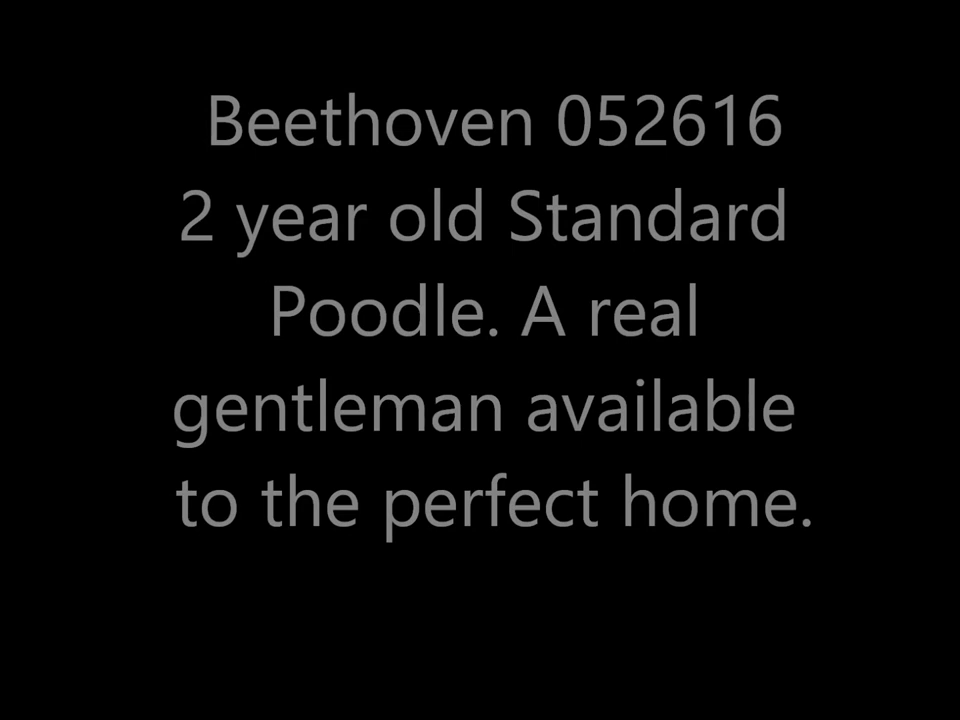 Beethoven 052616
2 year old Standard
Poodle. A real
gentleman available
to the perfect home.